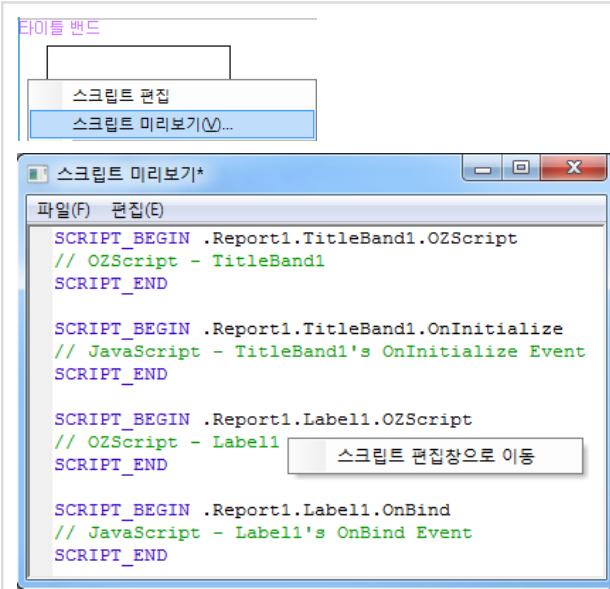 타이틀 밴드
스크립트 편집
스크립트 미리보기(V)...
스크립트 미리보기*
파일(F) 편집(E)
SCRIPT_BEGIN .Report1.TitleBand1.OZScript
// OZScript - TitleBand1
SCRIPT_END
SCRIPT_BEGIN .Report1.TitleBand1.OnInitialize
// JavaScript - TitleBand1's OnInitialize Event
SCRIPT_END
SCRIPT_BEGIN .Report1.Label1.OZScript
// OZScript - Label1
스크립트 편집창으로 이동
SCRIPT_END
SCRIPT_BEGIN .Report1.Label1.OnBind
// JavaScript - Label1's OnBind Event
SCRIPT_END